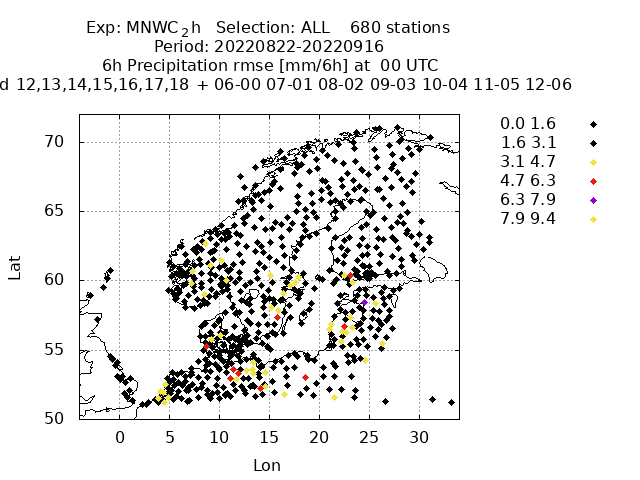 Exp: MNWC2h Selection: ALL 680 stations
Period: 20220822-20220916
6h Precipitation rmse [mm/6h] at 00 UTC
d 12,13,14,15,16,17,18 + 06-00 07-01 08-02 09-03 10-04 11-05 12-06
0.0 1.6
1.6 3.1
3.1 4.7
4.7 6.3
6.3 7.9
7.9 9.4
70
65
60
55
50
Lat
0 5 10 15 20 25 30
Lon